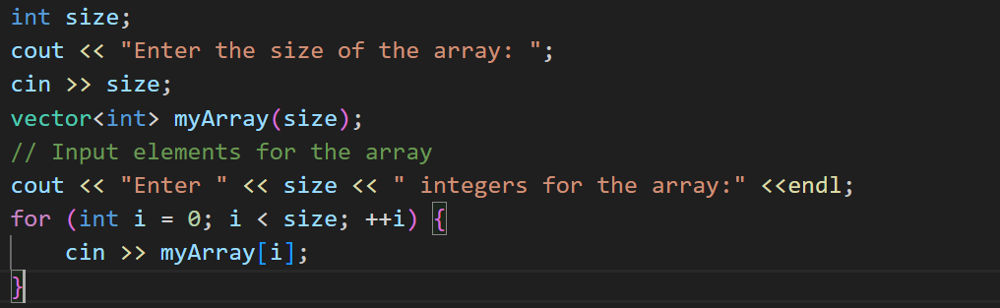 int size;
cout << "Enter the size of the array: ";
cin >> size;
vector<int> myArray(size);
// Input elements for the array
cout << "Enter " << size << " integers for the array:" <<endl;
for (int i = 0; i < size; ++i) {
    cin >> myArray[i];
}